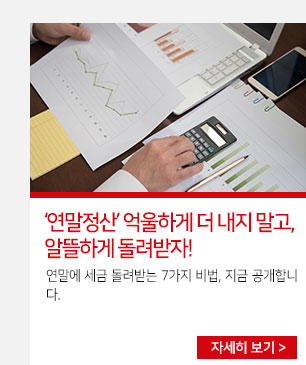 ‘연말정산’ 억울하게 더 내지 말고,
알뜰하게 돌려받자!
연말에 세금 돌려받는 7가지 비법, 지금 공개합니
다.
자세히 보기 >